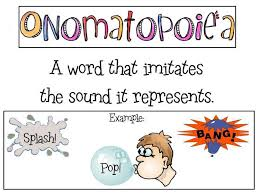 Onomatopoeia
A word that imitates
the sound it represents.
Example:
Splash!
Pop!
BANG!